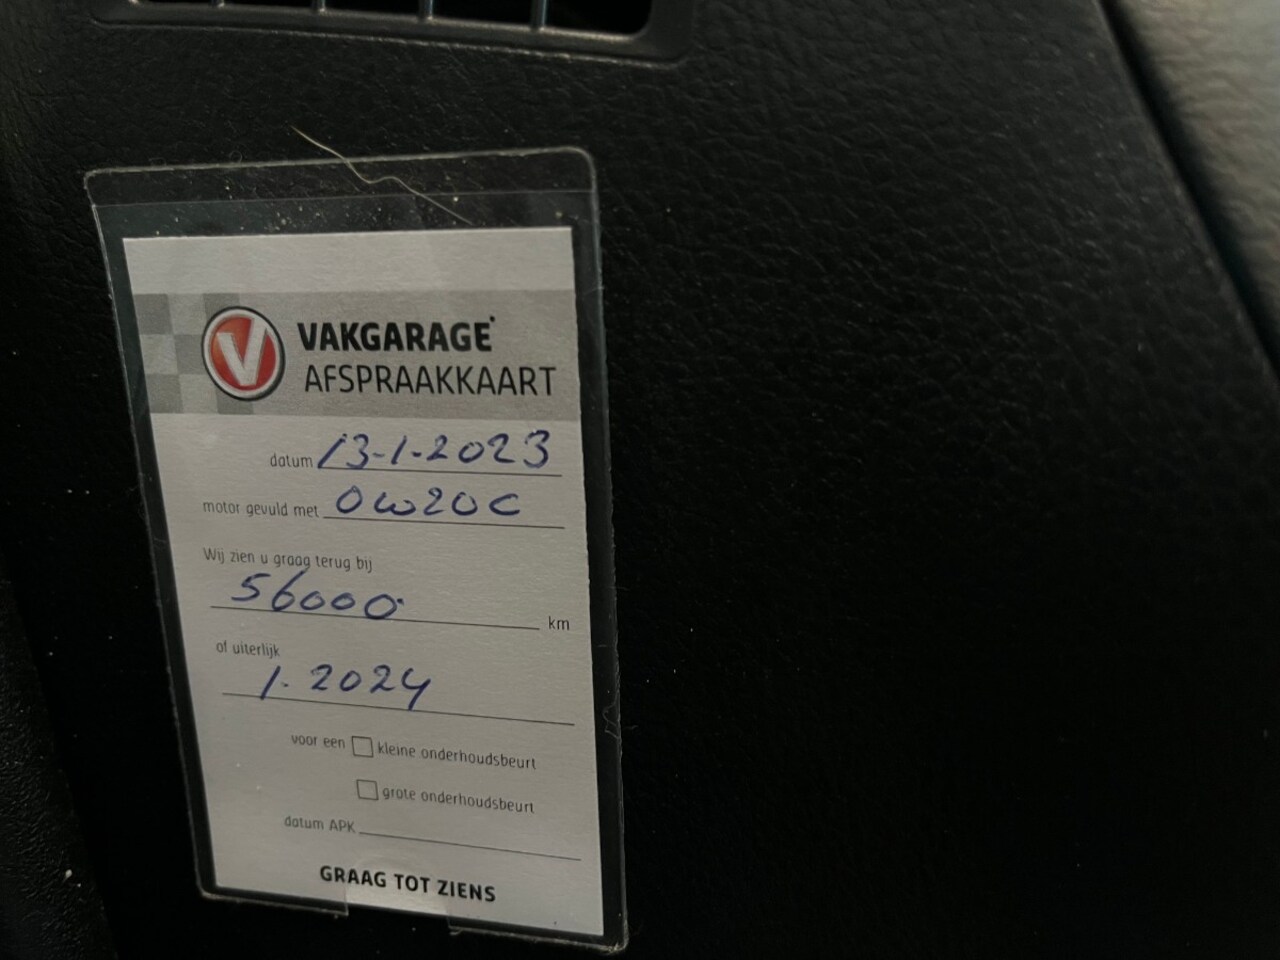 V
VAKGARAGE
AFSPRAAKKAART
datum 13-1-2023
motor gevuld met 0w20C
Wij zien u graag terug bij
56000 km
of uiterlijk
1.2024
voor een kleine onderhoudsbeurt
grote onderhoudsbeurt
datum APK
GRAAG TOT ZIENS